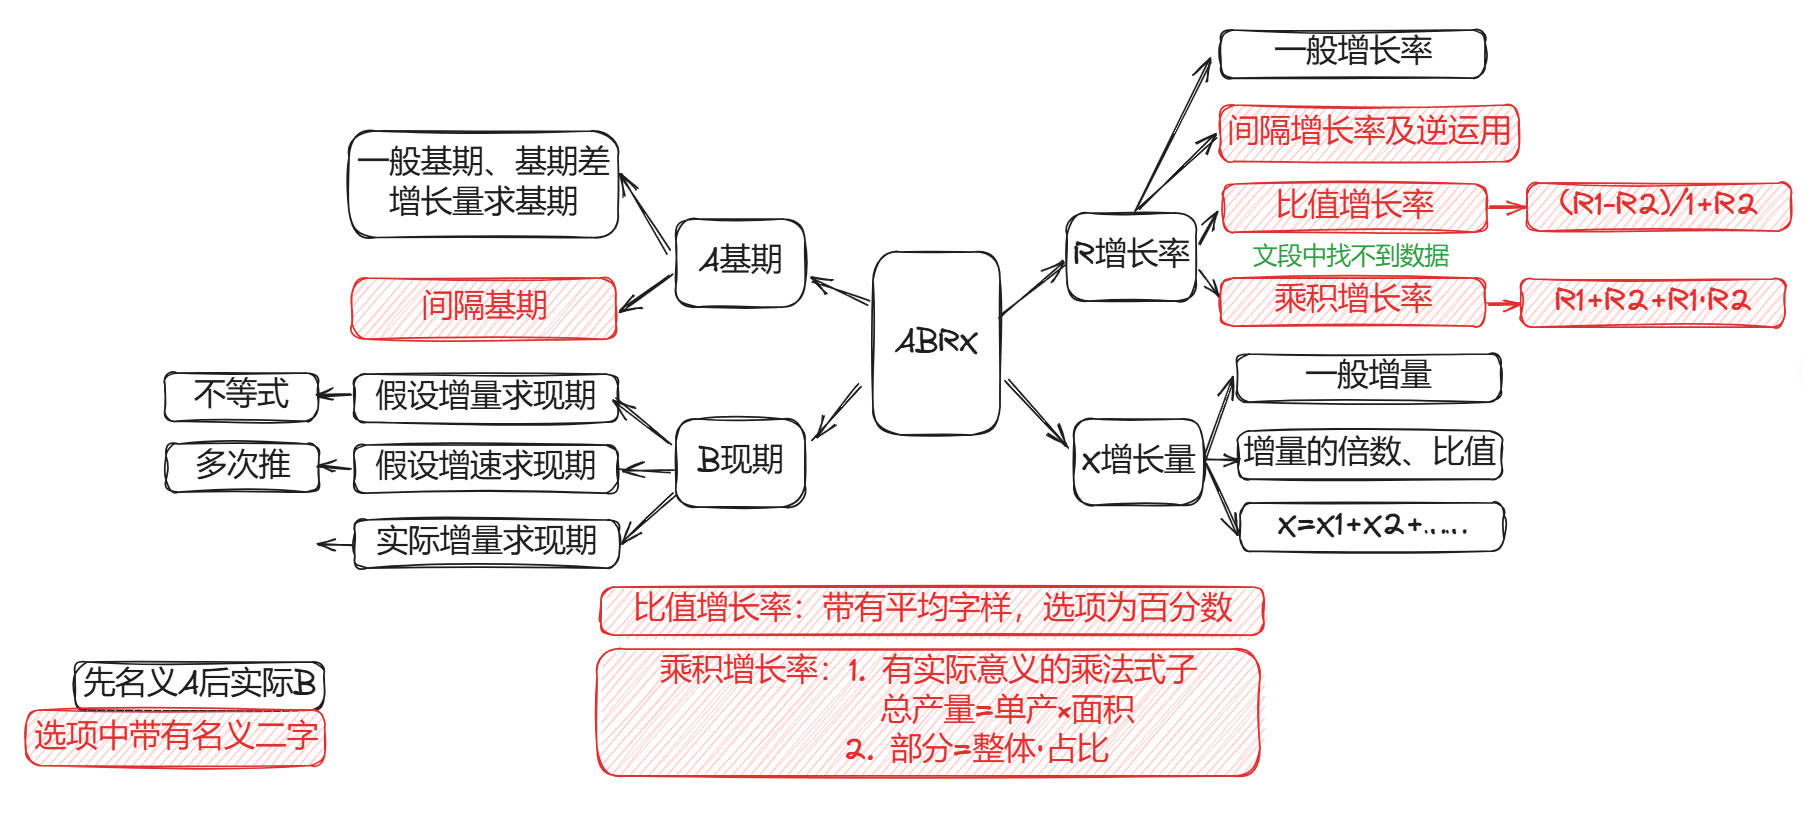 一般增长率
间隔增长率及逆运用
一般基期、基期差
增长量求基期
比值增长率
(R1-R2)/1+R2
A基期
R增长率
文段中找不到数据
间隔基期
乘积增长率
R1+R2+R1·R2
ABRX
不等式
假设增量求现期
一般增量
多次推
假设增速求现期
B现期
X增长量
增量的倍数、比值
实际增量求现期
X=X1+X2+......
比值增长率：带有平均字样，选项为百分数
乘积增长率：1. 有实际意义的乘法式子
总产量=单产×面积
2. 部分=整体·占比
先名义A后实际B
选项中带有名义二字